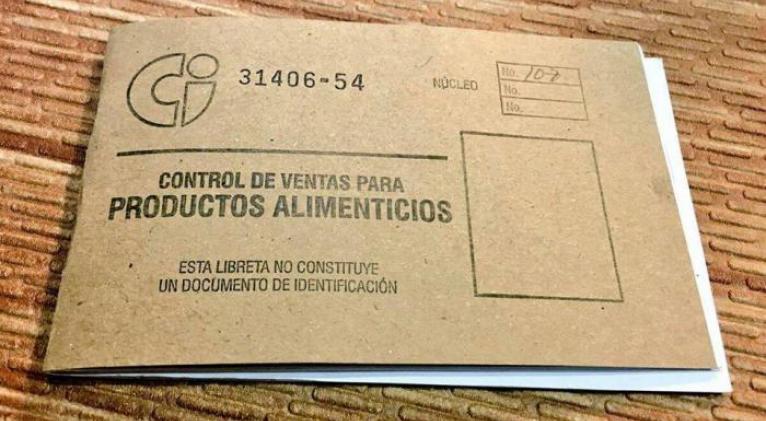 Ci
31406-54
NÚCLEO
No. 107
No.
No.
CONTROL DE VENTAS PARA
PRODUCTOS ALIMENTICIOS
ESTA LIBRETA NO CONSTITUYE
UN DOCUMENTO DE IDENTIFICACIÓN